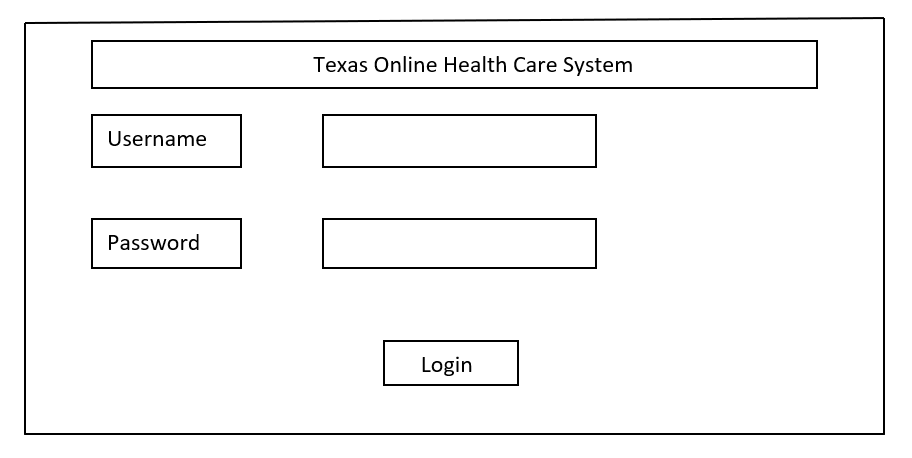 Texas Online Health Care System
Username
Password
Login